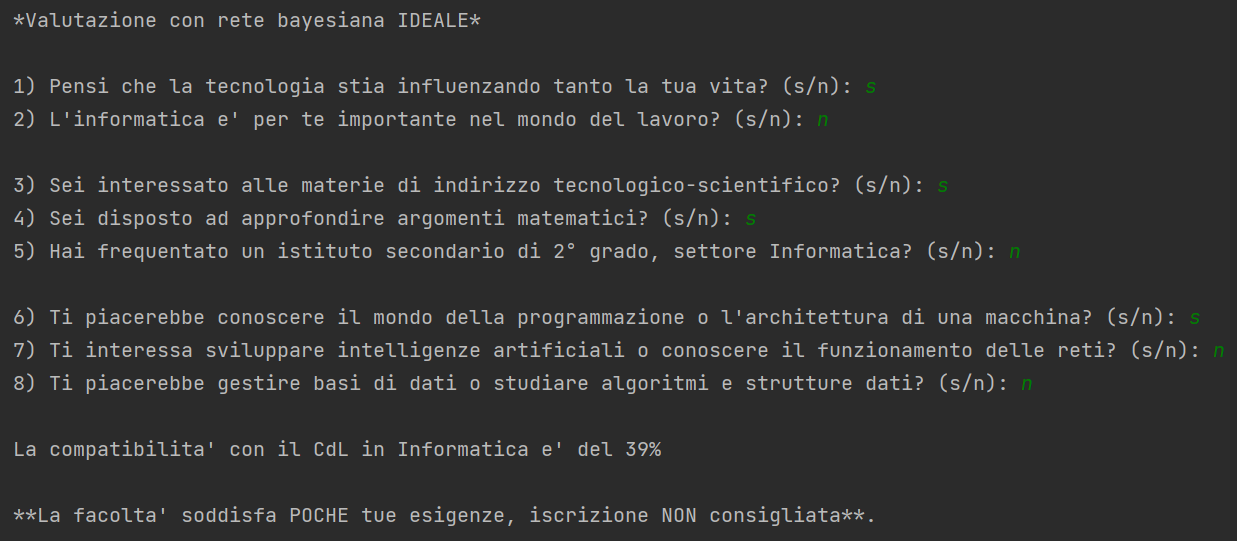 *Valutazione con rete bayesiana IDEALE*
1) Pensi che la tecnologia stia influenzando tanto la tua vita? (s/n): s
2) L'informatica e' per te importante nel mondo del lavoro? (s/n): n
3) Sei interessato alle materie di indirizzo tecnologico-scientifico? (s/n): s
4) Sei disposto ad approfondire argomenti matematici? (s/n): s
5) Hai frequentato un istituto secondario di 2° grado, settore Informatica? (s/n): n
6) Ti piacerebbe conoscere il mondo della programmazione o l'architettura di una macchina? (s/n): s
7) Ti interessa sviluppare intelligenze artificiali o conoscere il funzionamento delle reti? (s/n): n
8) Ti piacerebbe gestire basi di dati o studiare algoritmi e strutture dati? (s/n): n
La compatibilita' con il CdL in Informatica e' del 39%
**La facolta' soddisfa POCHE tue esigenze, iscrizione NON consigliata**.